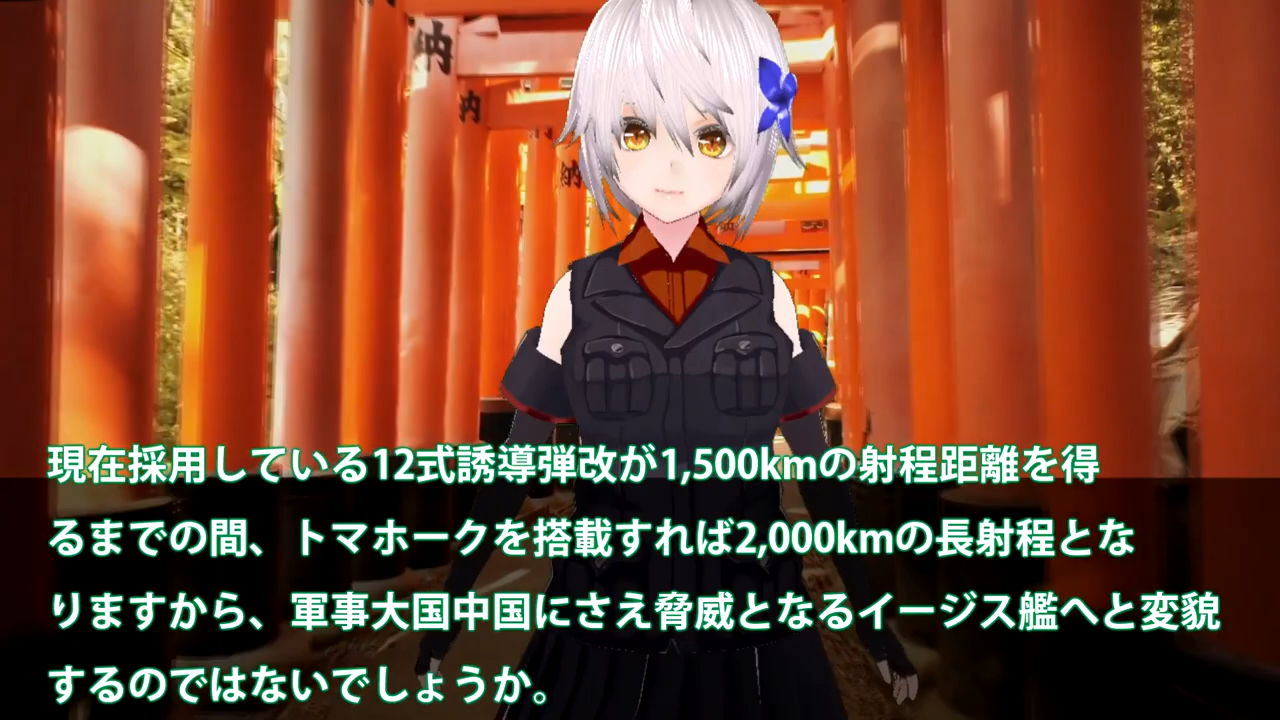 納
納
納
現在採用している12式誘導弾改が1,500kmの射程距離を得
るまでの間、トマホークを搭載すれば2,000kmの長射程とな
りますから、軍事大国中国にさえ脅威となるイージス艦へと変貌
するのではないでしょうか。